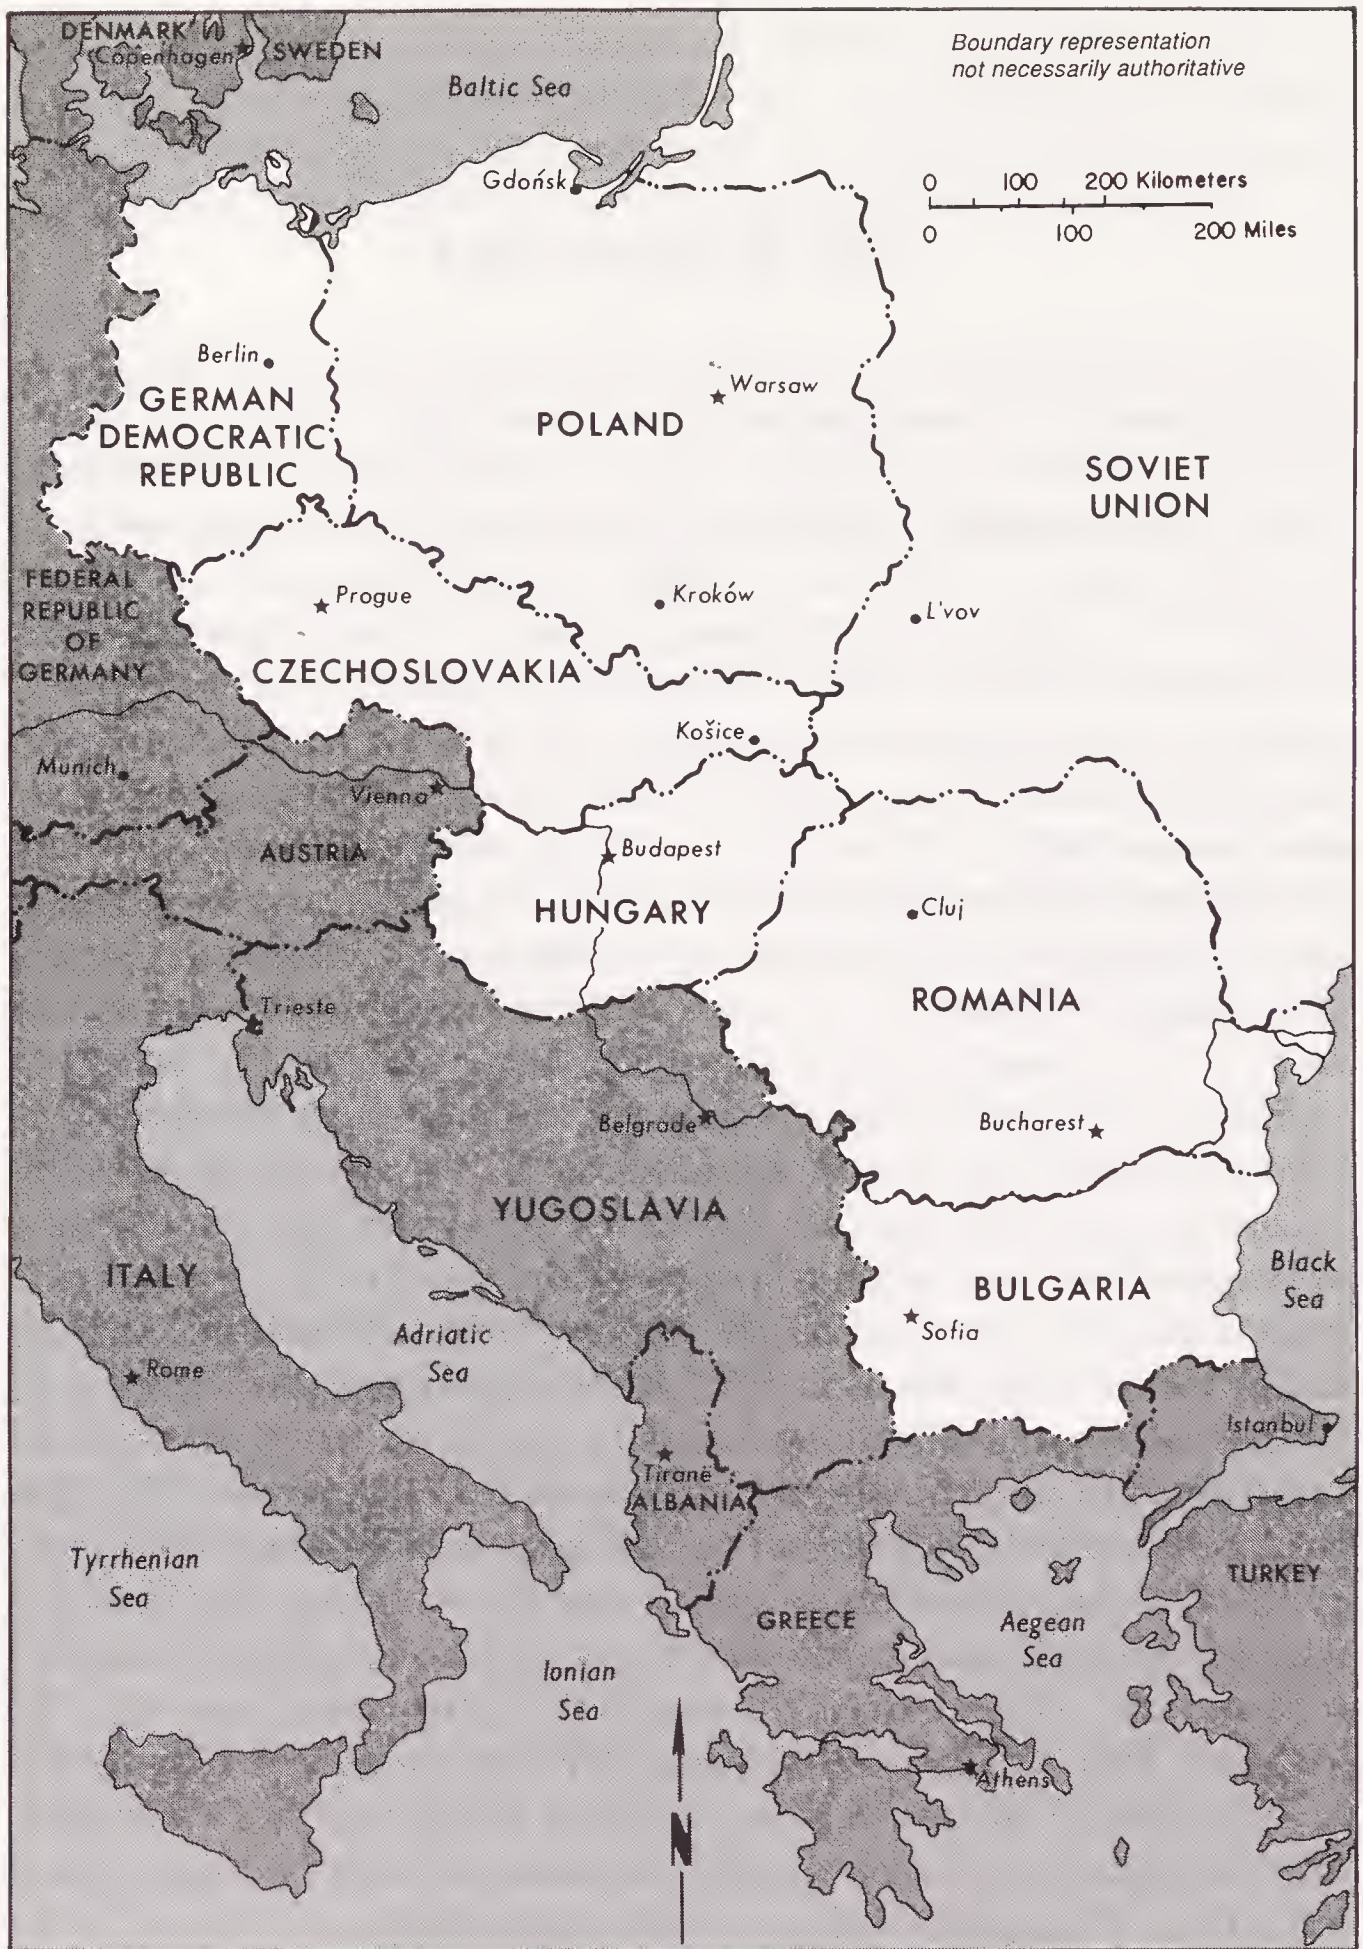 DENMARK
Copenhagen
SWEDEN
Baltic Sea
Boundary representation
not necessarily authoritative
0 100 200 Kilometers
0 100 200 Miles
Gdańsk
Berlin
GERMAN
DEMOCRATIC
REPUBLIC
Warsaw
POLAND
SOVIET
UNION
FEDERAL
REPUBLIC
OF
GERMANY
Prague
Kraków
L'vov
CZECHOSLOVAKIA
Košice
Munich
Vienna
AUSTRIA
Budapest
HUNGARY
Cluj
ROMANIA
Trieste
Belgrade
Bucharest
YUGOSLAVIA
ITALY
BULGARIA
Black
Sea
Sofia
Adriatic
Sea
Rome
Istanbul
Tiranë
ALBANIA
Tyrrhenian
Sea
TURKEY
GREECE
Aegean
Sea
Ionian
Sea
Athens
N